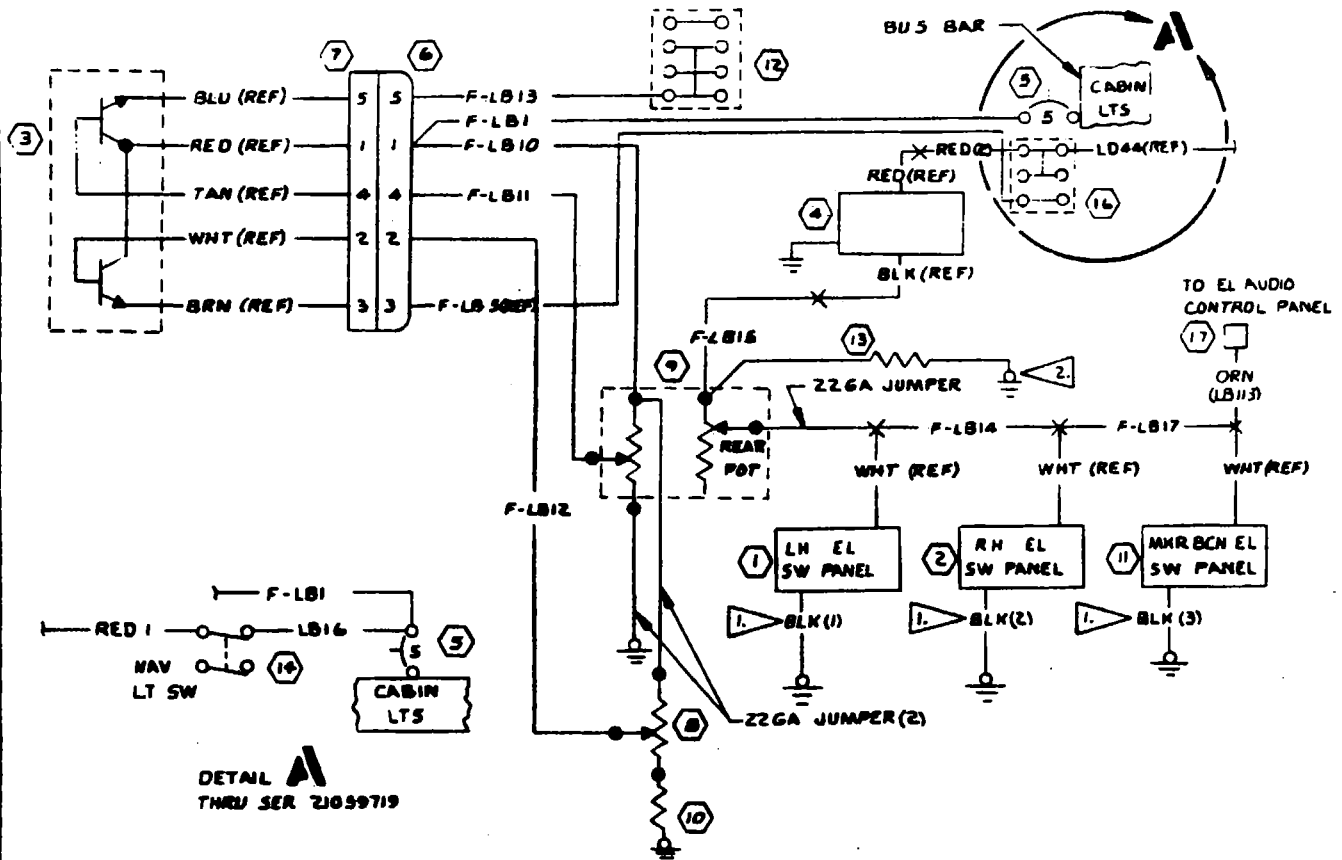 BUS BAR
A
7
6
12
5
CABIN
LTS
5
3
BLU (REF)
5
5
F-LB13
F-LB1
RED (REF)
1
1
F-LB10
RED(2)
LD44(REF)
RED(REF)
TAN (REF)
4
4
F-LB11
4
16
WHT (REF)
2
2
BLK(REF)
BRN (REF)
3
3
TO EL AUDIO
CONTROL PANEL
17
F-LB16
13
9
2.
ORN
(LB113)
22GA JUMPER
REAR
POT
F-LB14
F-LB17
WHT (REF)
WHT (REF)
WHT(REF)
F-LB12
1
LH EL
SW PANEL
2
RH EL
SW PANEL
11
MKR BCN EL
SW PANEL
1.
BLK(1)
1.
BLK(2)
1.
BLK(3)
F-LB1
RED 1
LB16
5
5
NAV
LT SW
14
CABIN
LTS
8
22GA JUMPER(2)
10
DETAIL A
THRU SER 21059719